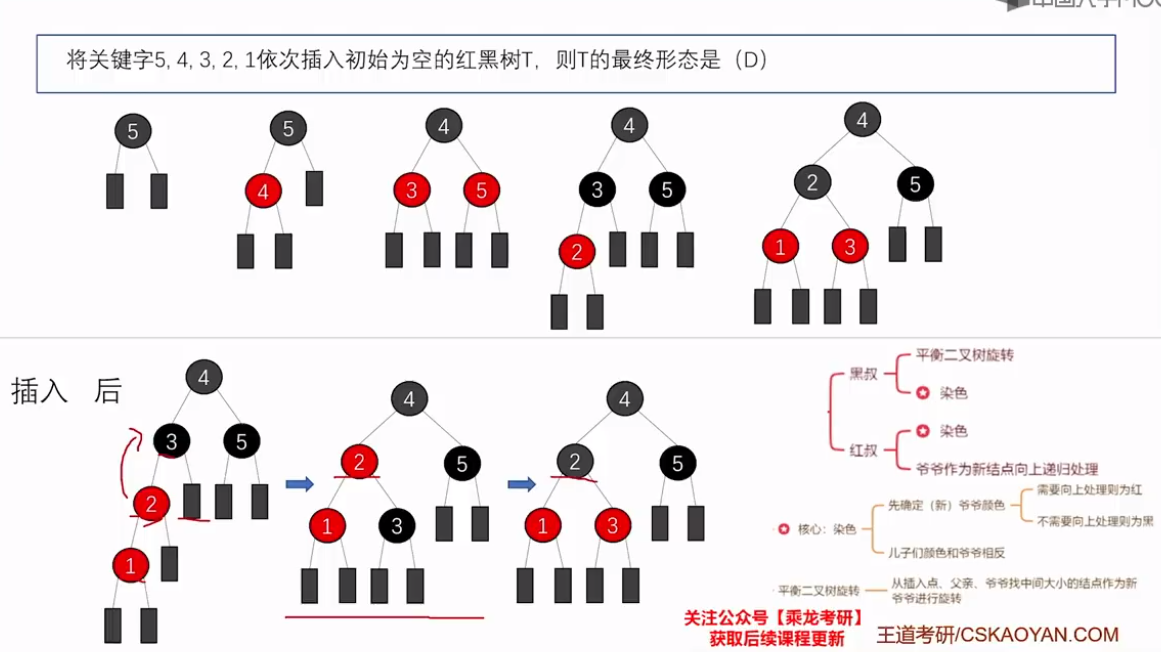 中国大学MOOC
将关键字5, 4, 3, 2, 1依次插入初始为空的红黑树T，则T的最终形态是（D）
5
5
4
4
3
5
4
3
5
2
4
2
5
1
3
插入 后
4
3
5
2
1
4
2
5
1
3
4
2
5
1
3
黑叔
平衡二叉树旋转
染色
红叔
染色
爷爷作为新结点向上递归处理
核心：染色
先确定（新）爷爷颜色
需要向上处理则为红
不需要向上处理则为黑
儿子们颜色和爷爷相反
平衡二叉树旋转
从插入点、父亲、爷爷找中间大小的结点作为新
爷爷进行旋转
关注公众号【乘龙考研】
获取后续课程更新
王道考研/CSKAOYAN.COM